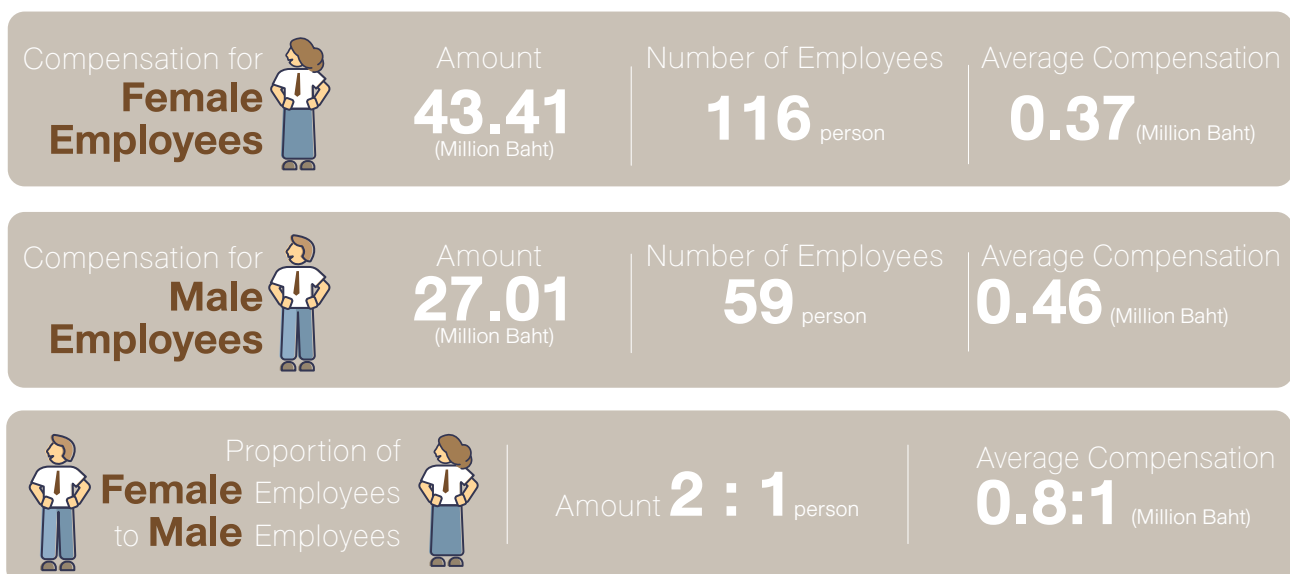 Compensation for
Female
Employees
Amount
43.41
(Million Baht)
Number of Employees
116 person
Average Compensation
0.37 (Million Baht)
Compensation for
Male
Employees
Amount
27.01
(Million Baht)
Number of Employees
59 person
Average Compensation
0.46 (Million Baht)
Proportion of
Female Employees
to Male Employees
Amount 2 : 1 person
Average Compensation
0.8:1 (Million Baht)